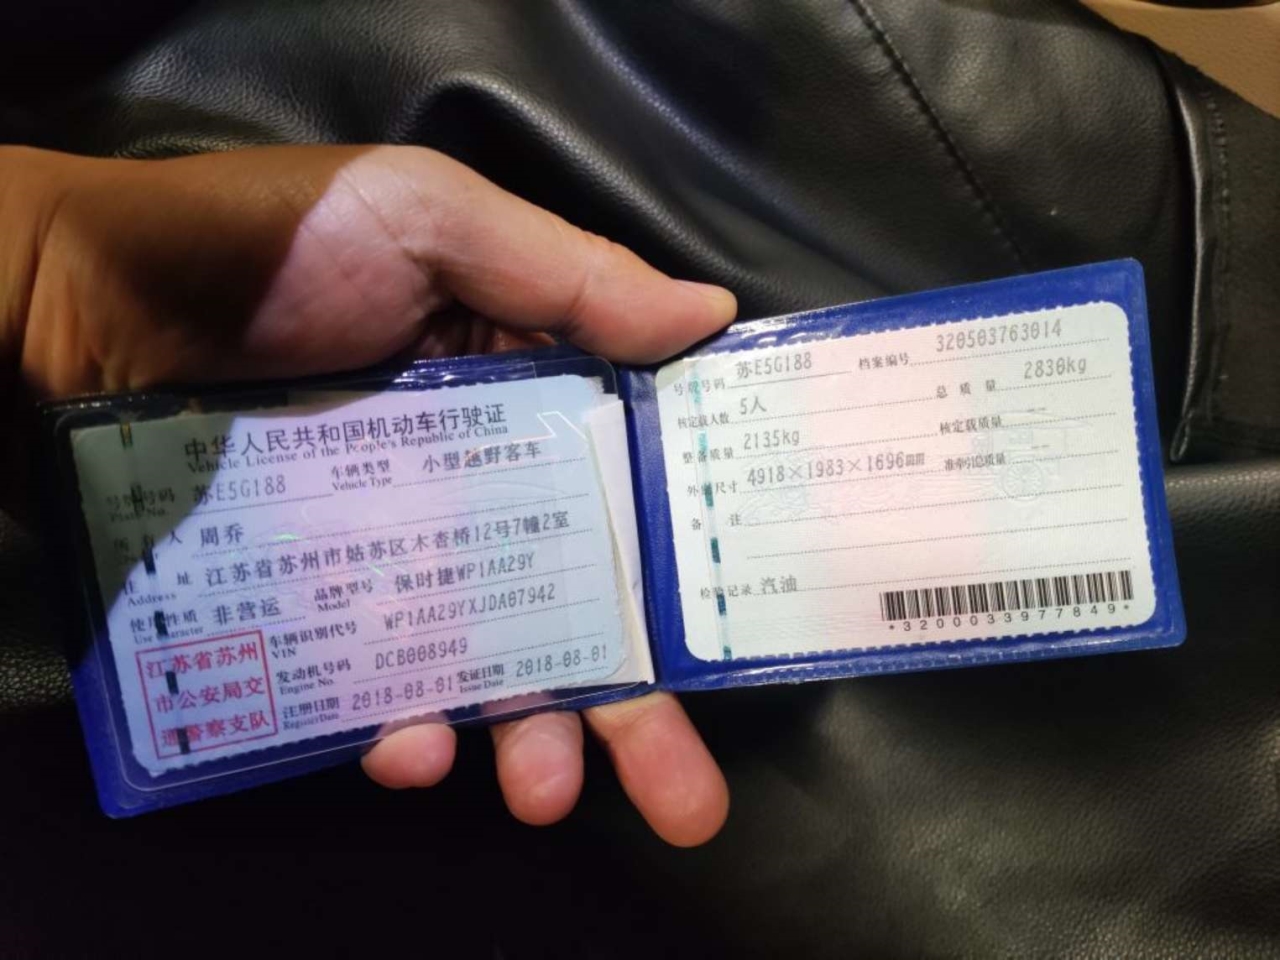 中华人民共和国机动车行驶证
Vehicle License of the People's Republic of China
号牌号码 苏E5G188 车辆类型 小型越野客车
Plate No. Vehicle Type
所有人 周乔
住址 江苏省苏州市姑苏区木杏桥12号7幢2室
Address
使用性质 非营运 品牌型号 保时捷WP1AA29Y
Use Character Model
江苏省苏州
市公安局交
通警察支队
车辆识别代号 WP1AA29YXJDA07942
VIN
发动机号码 DCB008949
Engine No.
注册日期 2018-08-01 发证日期 2018-08-01
Register Date Issue Date
号牌号码 苏E5G188 档案编号 320503763014
核定载人数 5人 总质量 2830kg
整备质量 2135kg 核定载质量 --
外廓尺寸 4918×1983×1696mm 准牵引总质量 --
备注
检验记录 汽油
*3200033977849*